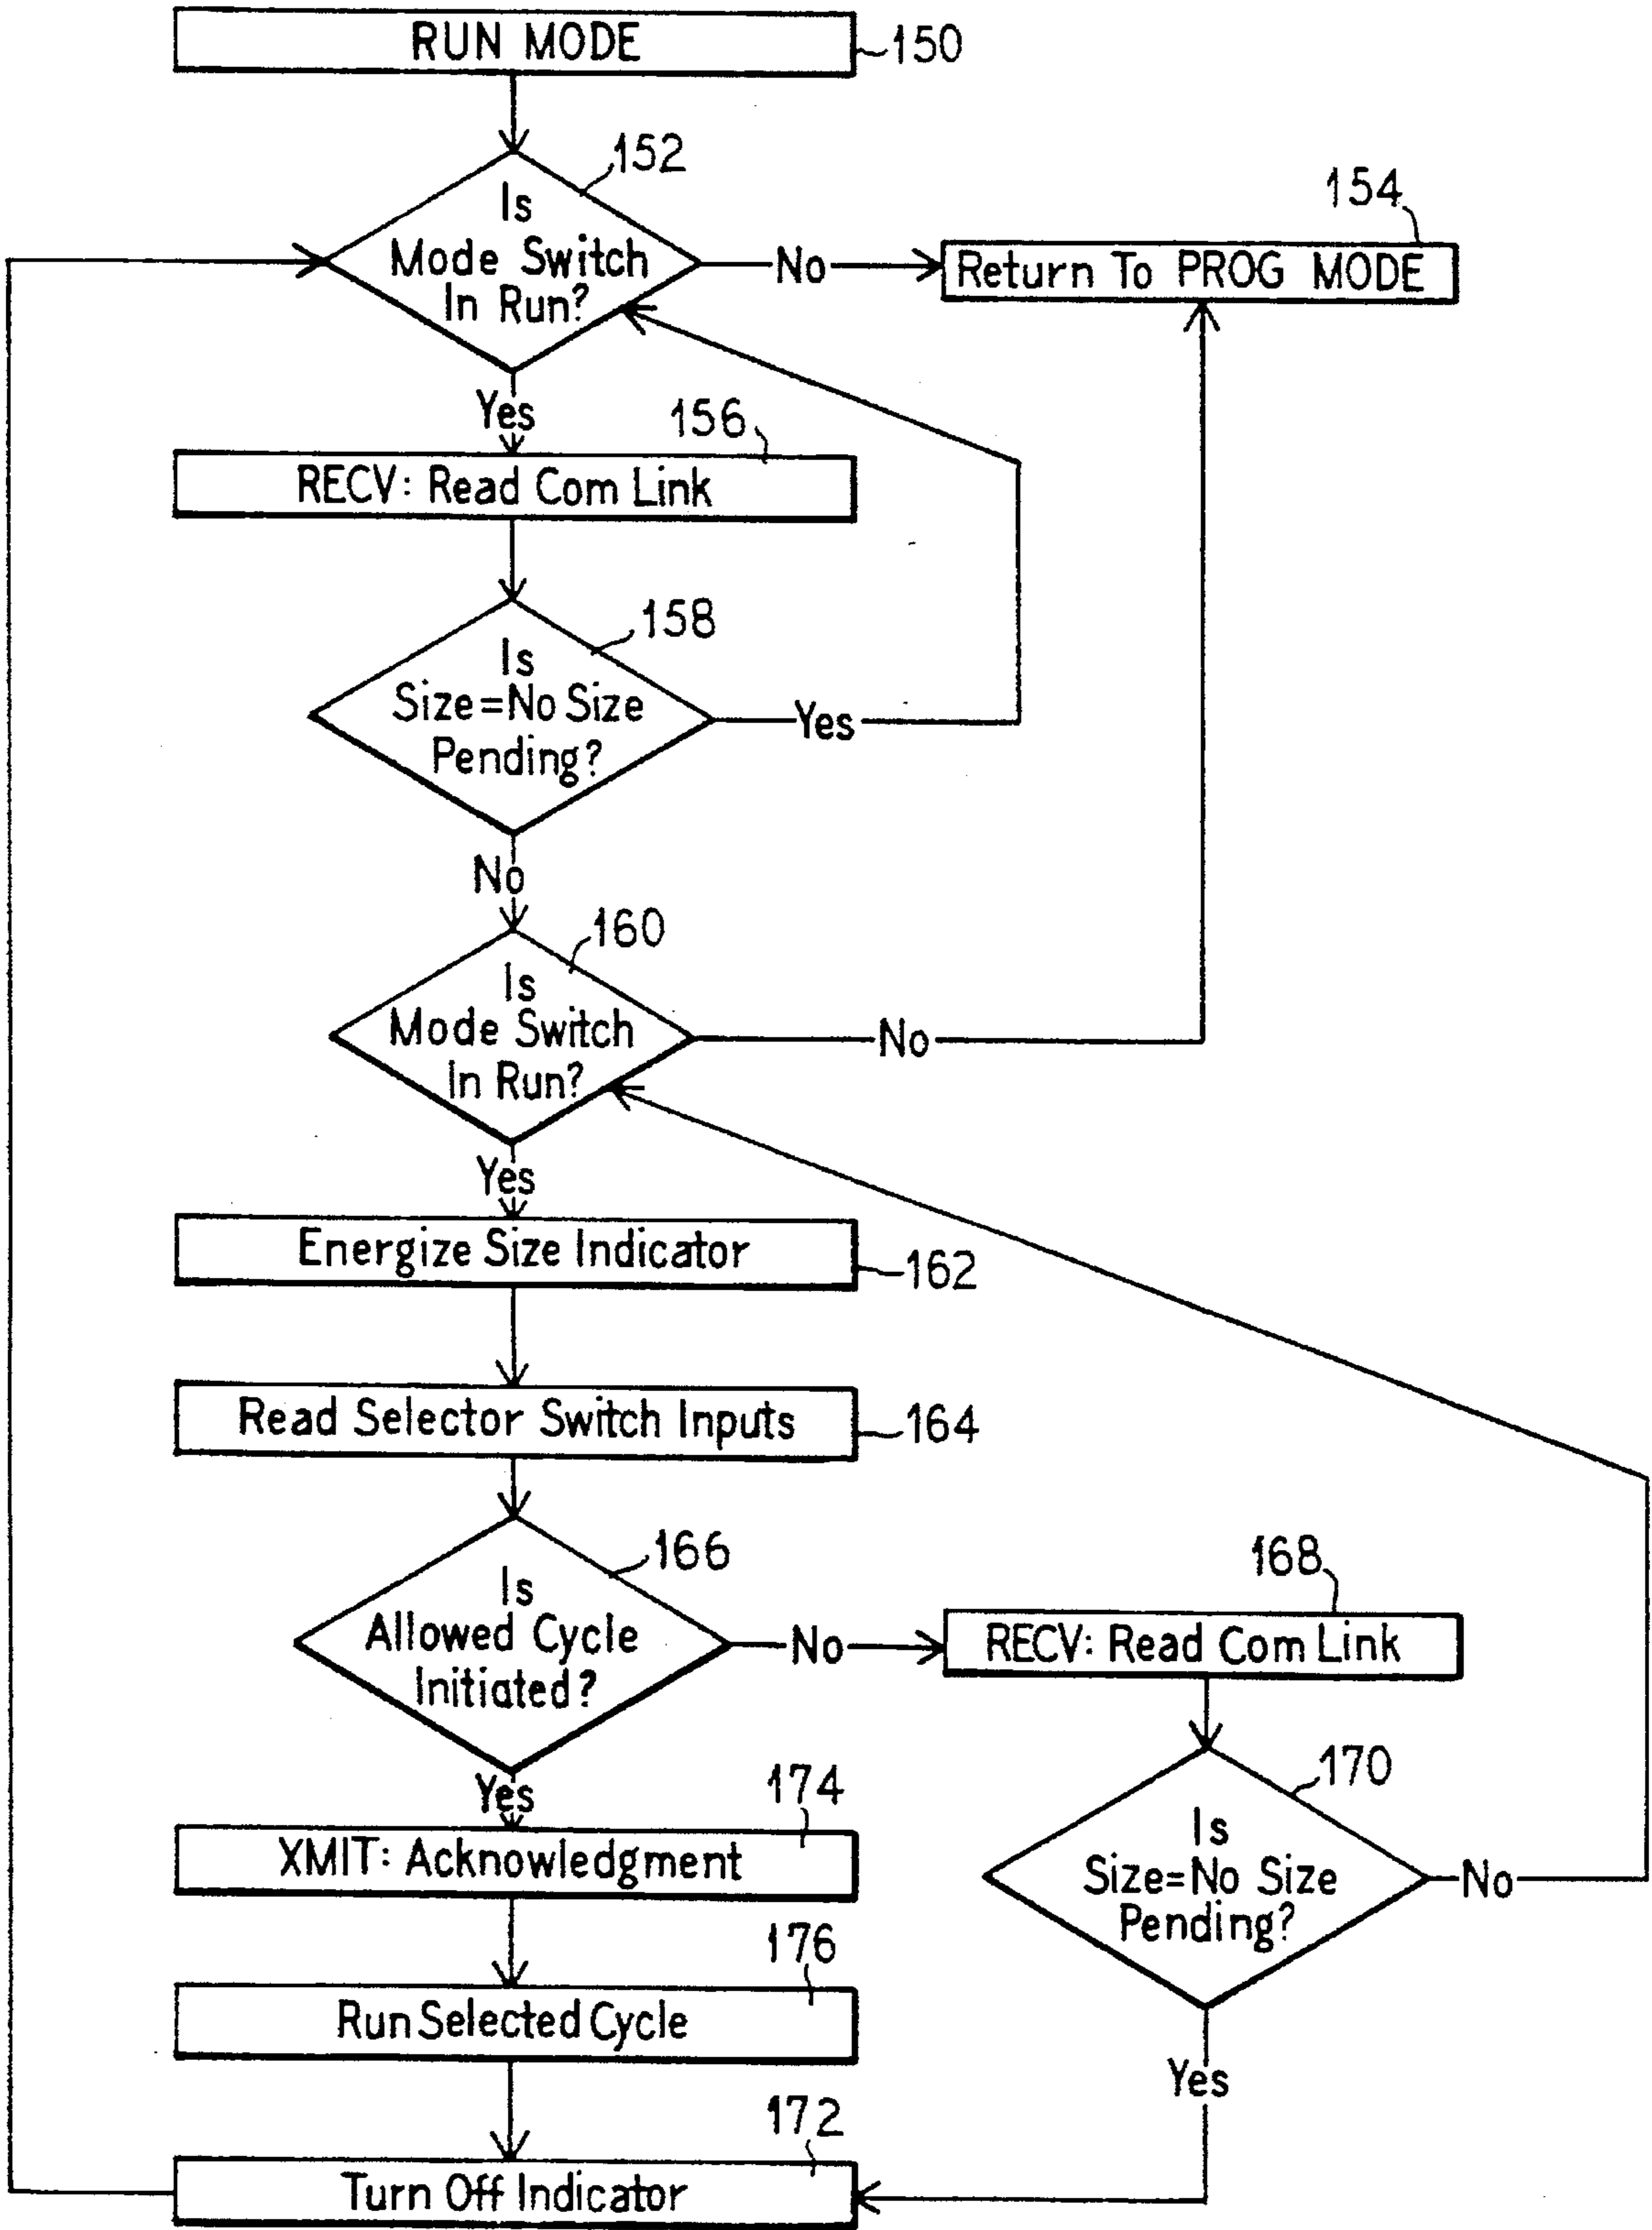 RUN MODE
150
152
Is
Mode Switch
In Run?
No
154
Return To PROG MODE
Yes
156
RECV: Read Com Link
158
Is
Size=No Size
Pending?
Yes
No
160
Is
Mode Switch
In Run?
No
Yes
Energize Size Indicator
162
Read Selector Switch Inputs
164
166
Is
Allowed Cycle
Initiated?
No
168
RECV: Read Com Link
170
Is
Size=No Size
Pending?
No
Yes
Yes
174
XMIT: Acknowledgment
176
Run Selected Cycle
172
Turn Off Indicator